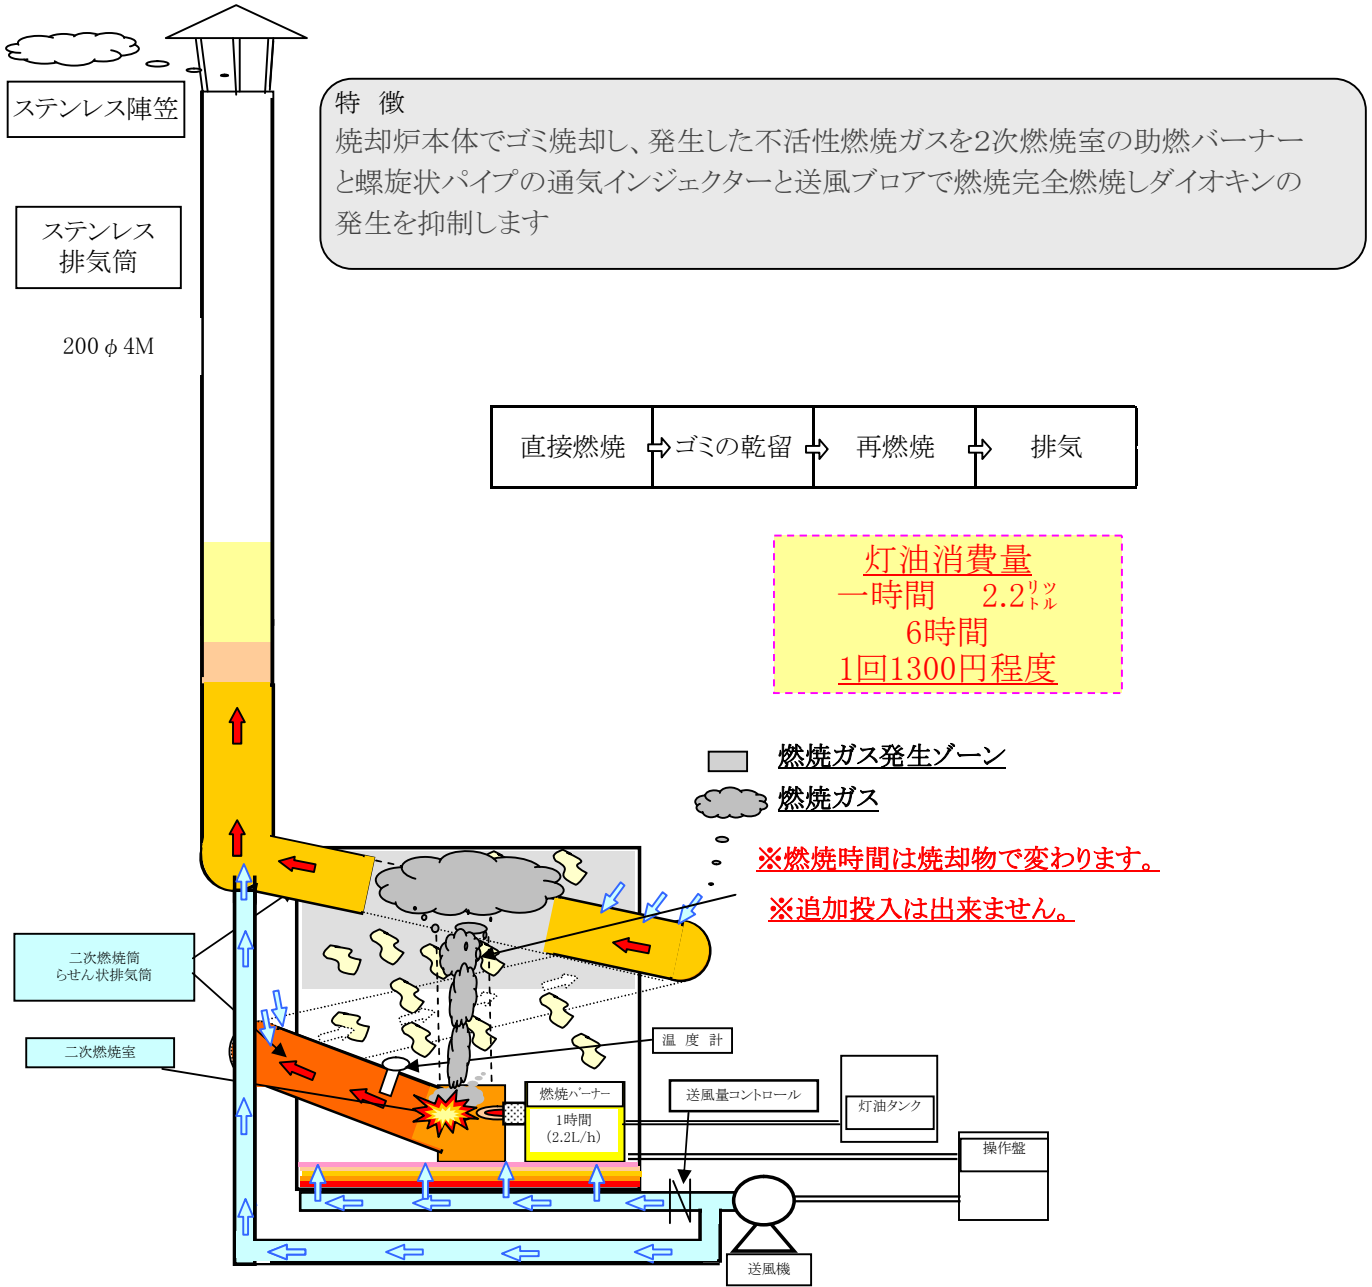 ステンレス陣笠
特 徴
焼却炉本体でゴミ焼却し、発生した不活性燃焼ガスを2次燃焼室の助燃バーナー
と螺旋状パイプの通気インジェクターと送風ブロアで燃焼完全燃焼しダイオキンの
発生を抑制します
ステンレス
排気筒
200φ4M
直接燃焼 ⇨ ゴミの乾留 ⇨ 再燃焼 ⇨ 排気
灯油消費量
一時間 2.2リットル
6時間
1回1300円程度
燃焼ガス発生ゾーン
燃焼ガス
※燃焼時間は焼却物で変わります。
※追加投入は出来ません。
二次燃焼筒
らせん状排気筒
二次燃焼室
温 度 計
燃焼バーナー
1時間
(2.2L/h)
送風量コントロール
灯油タンク
操作盤
送風機